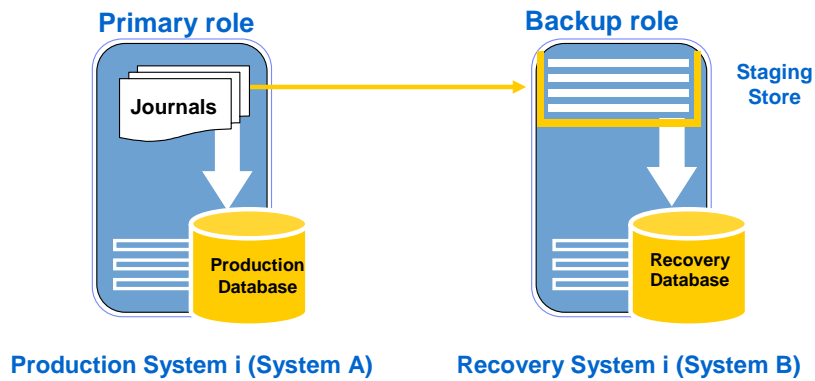 Primary role
Backup role
Journals
Staging
Store
Production
Database
Recovery
Database
Production System i (System A)
Recovery System i (System B)